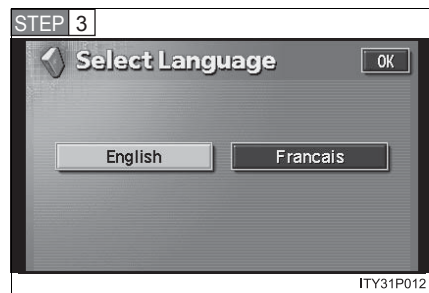 STEP 3
Select Language
OK
English Francais
ITY31P012